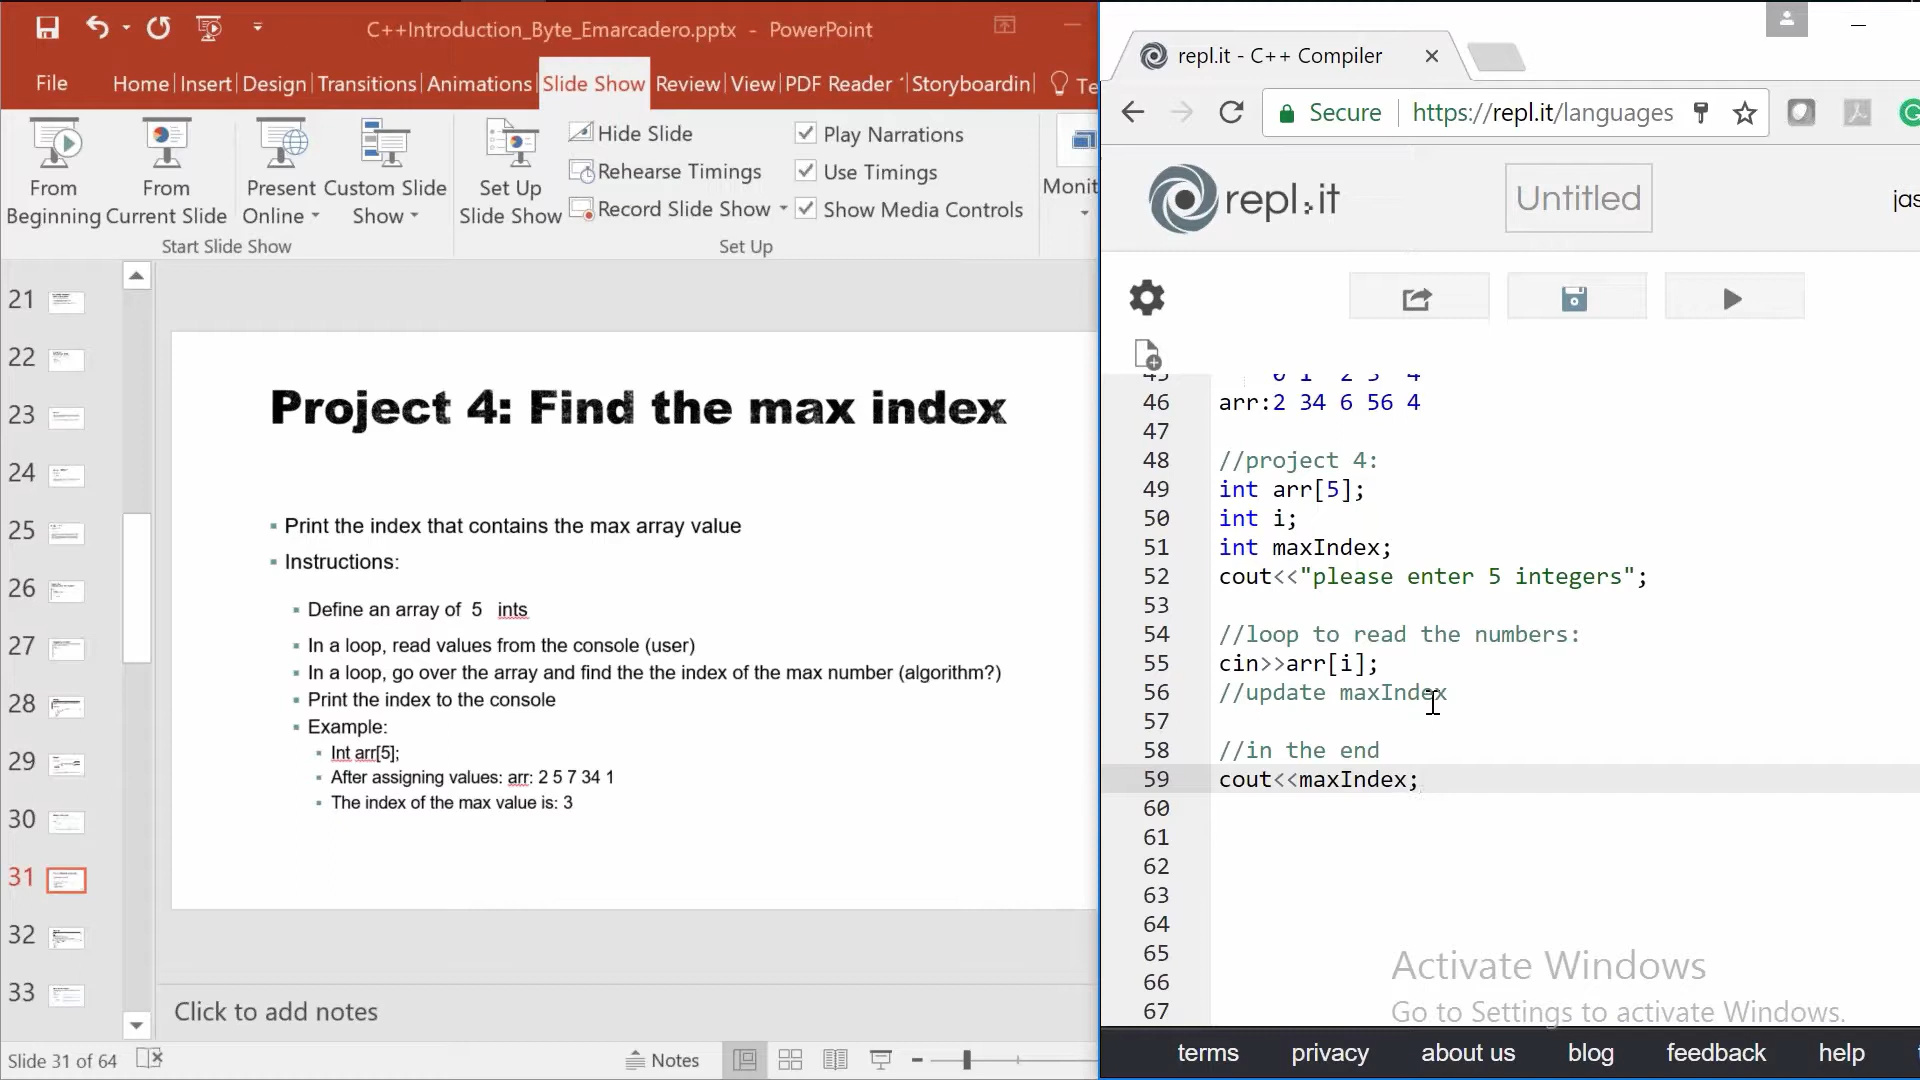 C++Introduction_Byte_Emarcadero.pptx - PowerPoint
File Home Insert Design Transitions Animations Slide Show Review View PDF Reader Storyboardin Te
From Beginning
From Current Slide
Present Online
Custom Slide Show
Start Slide Show
Set Up Slide Show
Hide Slide
Rehearse Timings
Record Slide Show
Play Narrations
Use Timings
Show Media Controls
Set Up
Monit
21
22
23
24
25
26
27
28
29
30
31
32
33
Project 4: Find the max index
Print the index that contains the max array value
Instructions:
Define an array of 5 ints
In a loop, read values from the console (user)
In a loop, go over the array and find the the index of the max number (algorithm?)
Print the index to the console
Example:
Int arr[5];
After assigning values: arr: 2 5 7 34 1
The index of the max value is: 3
Click to add notes
Slide 31 of 64
Notes
repl.it - C++ Compiler
Secure https://repl.it/languages
repl.it
Untitled
jas
45 0 1 2 3 4
46 arr:2 34 6 56 4
47
48 //project 4:
49 int arr[5];
50 int i;
51 int maxIndex;
52 cout<<"please enter 5 integers";
53
54 //loop to read the numbers:
55 cin>>arr[i];
56 //update maxIndex
57
58 //in the end
59 cout<<maxIndex;
60
61
62
63
64
65
66
67
Activate Windows
Go to Settings to activate Windows.
terms privacy about us blog feedback help